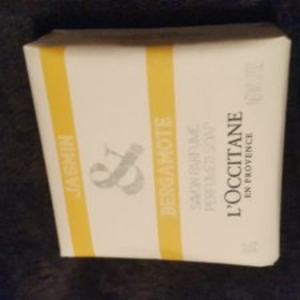 JASMIN
&
BERGAMOTE
SAVON PARFUMÉ
PERFUMED SOAP
L'OCCITANE
EN PROVENCE